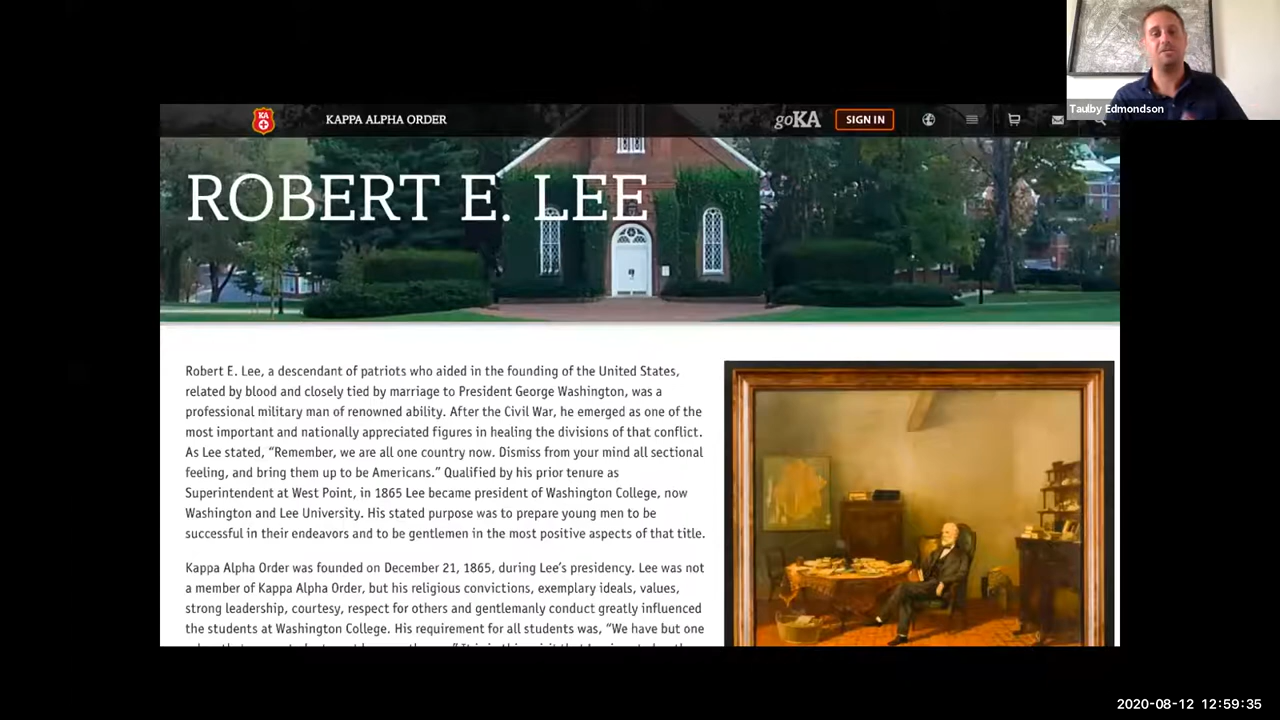 Taulby Edmondson
KA
KAPPA ALPHA ORDER
goKA
SIGN IN
ROBERT E. LEE
Robert E. Lee, a descendant of patriots who aided in the founding of the United States,
related by blood and closely tied by marriage to President George Washington, was a
professional military man of renowned ability. After the Civil War, he emerged as one of the
most important and nationally appreciated figures in healing the divisions of that conflict.
As Lee stated, “Remember, we are all one country now. Dismiss from your mind all sectional
feeling, and bring them up to be Americans.” Qualified by his prior tenure as
Superintendent at West Point, in 1865 Lee became president of Washington College, now
Washington and Lee University. His stated purpose was to prepare young men to be
successful in their endeavors and to be gentlemen in the most positive aspects of that title.
Kappa Alpha Order was founded on December 21, 1865, during Lee’s presidency. Lee was not
a member of Kappa Alpha Order, but his religious convictions, exemplary ideals, values,
strong leadership, courtesy, respect for others and gentlemanly conduct greatly influenced
the students at Washington College. His requirement for all students was, “We have but one
2020-08-12 12:59:35